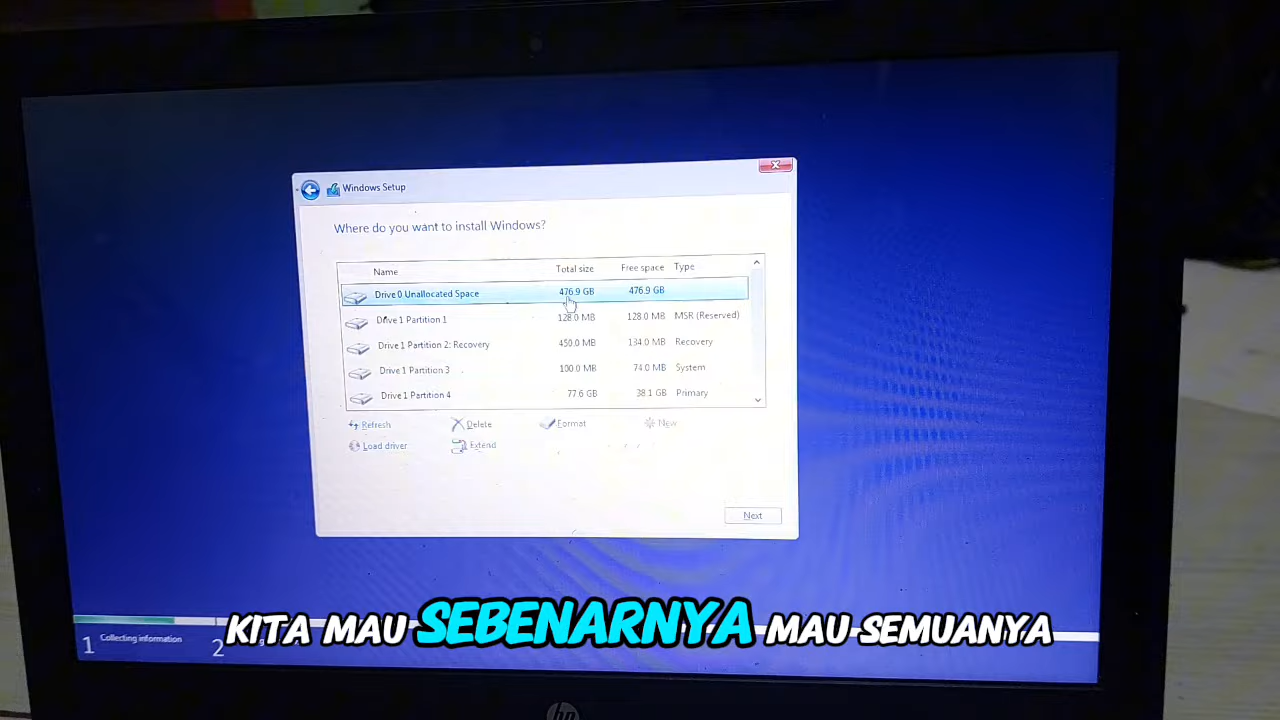 Windows Setup
Where do you want to install Windows?
Name Total size Free space Type
Drive 0 Unallocated Space 476.9 GB 476.9 GB
Drive 1 Partition 1 128.0 MB 128.0 MB MSR (Reserved)
Drive 1 Partition 2: Recovery 450.0 MB 134.0 MB Recovery
Drive 1 Partition 3 100.0 MB 74.0 MB System
Drive 1 Partition 4 77.6 GB 38.1 GB Primary
Refresh Delete Format New
Load driver Extend
Next
KITA MAU SEBENARNYA MAU SEMUANYA
1 Collecting information 2
hp